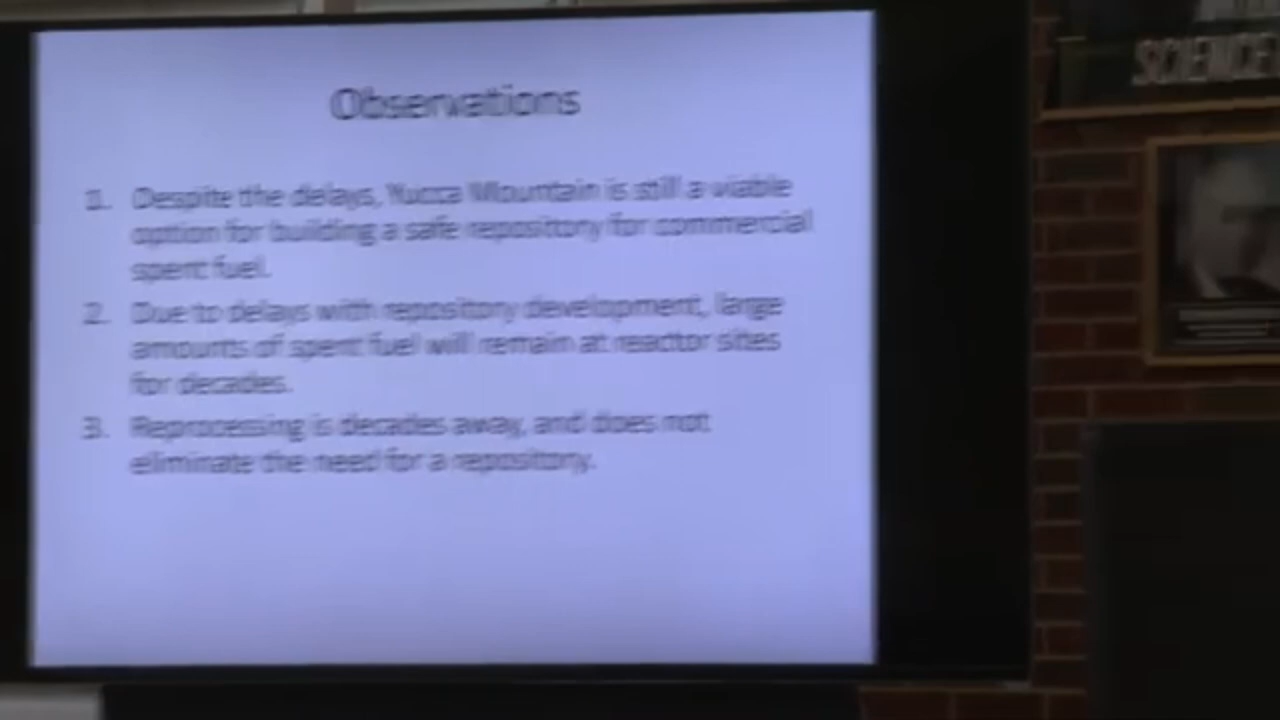 Observations
1. Despite the delays, Yucca Mountain is still a viable
option for building a safe repository for commercial
spent fuel.
2. Due to delays with repository development, large
amounts of spent fuel will remain at reactor sites
for decades.
3. Reprocessing is decades away, and does not
eliminate the need for a repository.
SCIENCE